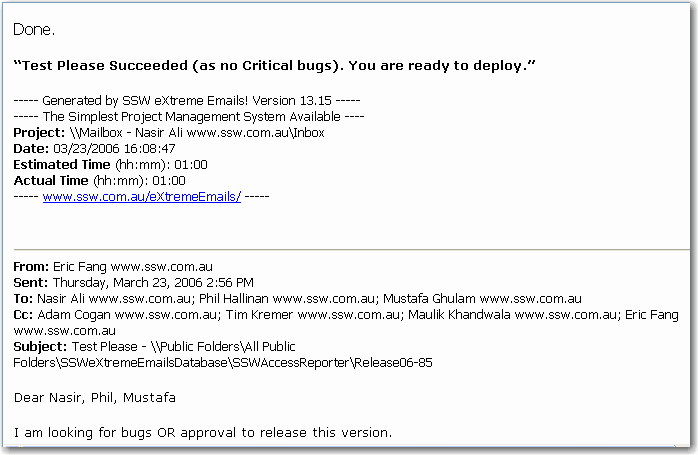 Done.
“Test Please Succeeded (as no Critical bugs). You are ready to deploy.”
----- Generated by SSW eXtreme Emails! Version 13.15 -----
----- The Simplest Project Management System Available ----
Project: \\Mailbox - Nasir Ali www.ssw.com.au\Inbox
Date: 03/23/2006 16:08:47
Estimated Time (hh:mm): 01:00
Actual Time (hh:mm): 01:00
----- www.ssw.com.au/eXtremeEmails/ -----
From: Eric Fang www.ssw.com.au
Sent: Thursday, March 23, 2006 2:56 PM
To: Nasir Ali www.ssw.com.au; Phil Hallinan www.ssw.com.au; Mustafa Ghulam www.ssw.com.au
Cc: Adam Cogan www.ssw.com.au; Tim Kremer www.ssw.com.au; Maulik Khandwala www.ssw.com.au; Eric Fang
www.ssw.com.au
Subject: Test Please - \\Public Folders\All Public
Folders\SSWeXtremeEmailsDatabase\SSWAccessReporter\Release06-85
Dear Nasir, Phil, Mustafa
I am looking for bugs OR approval to release this version.